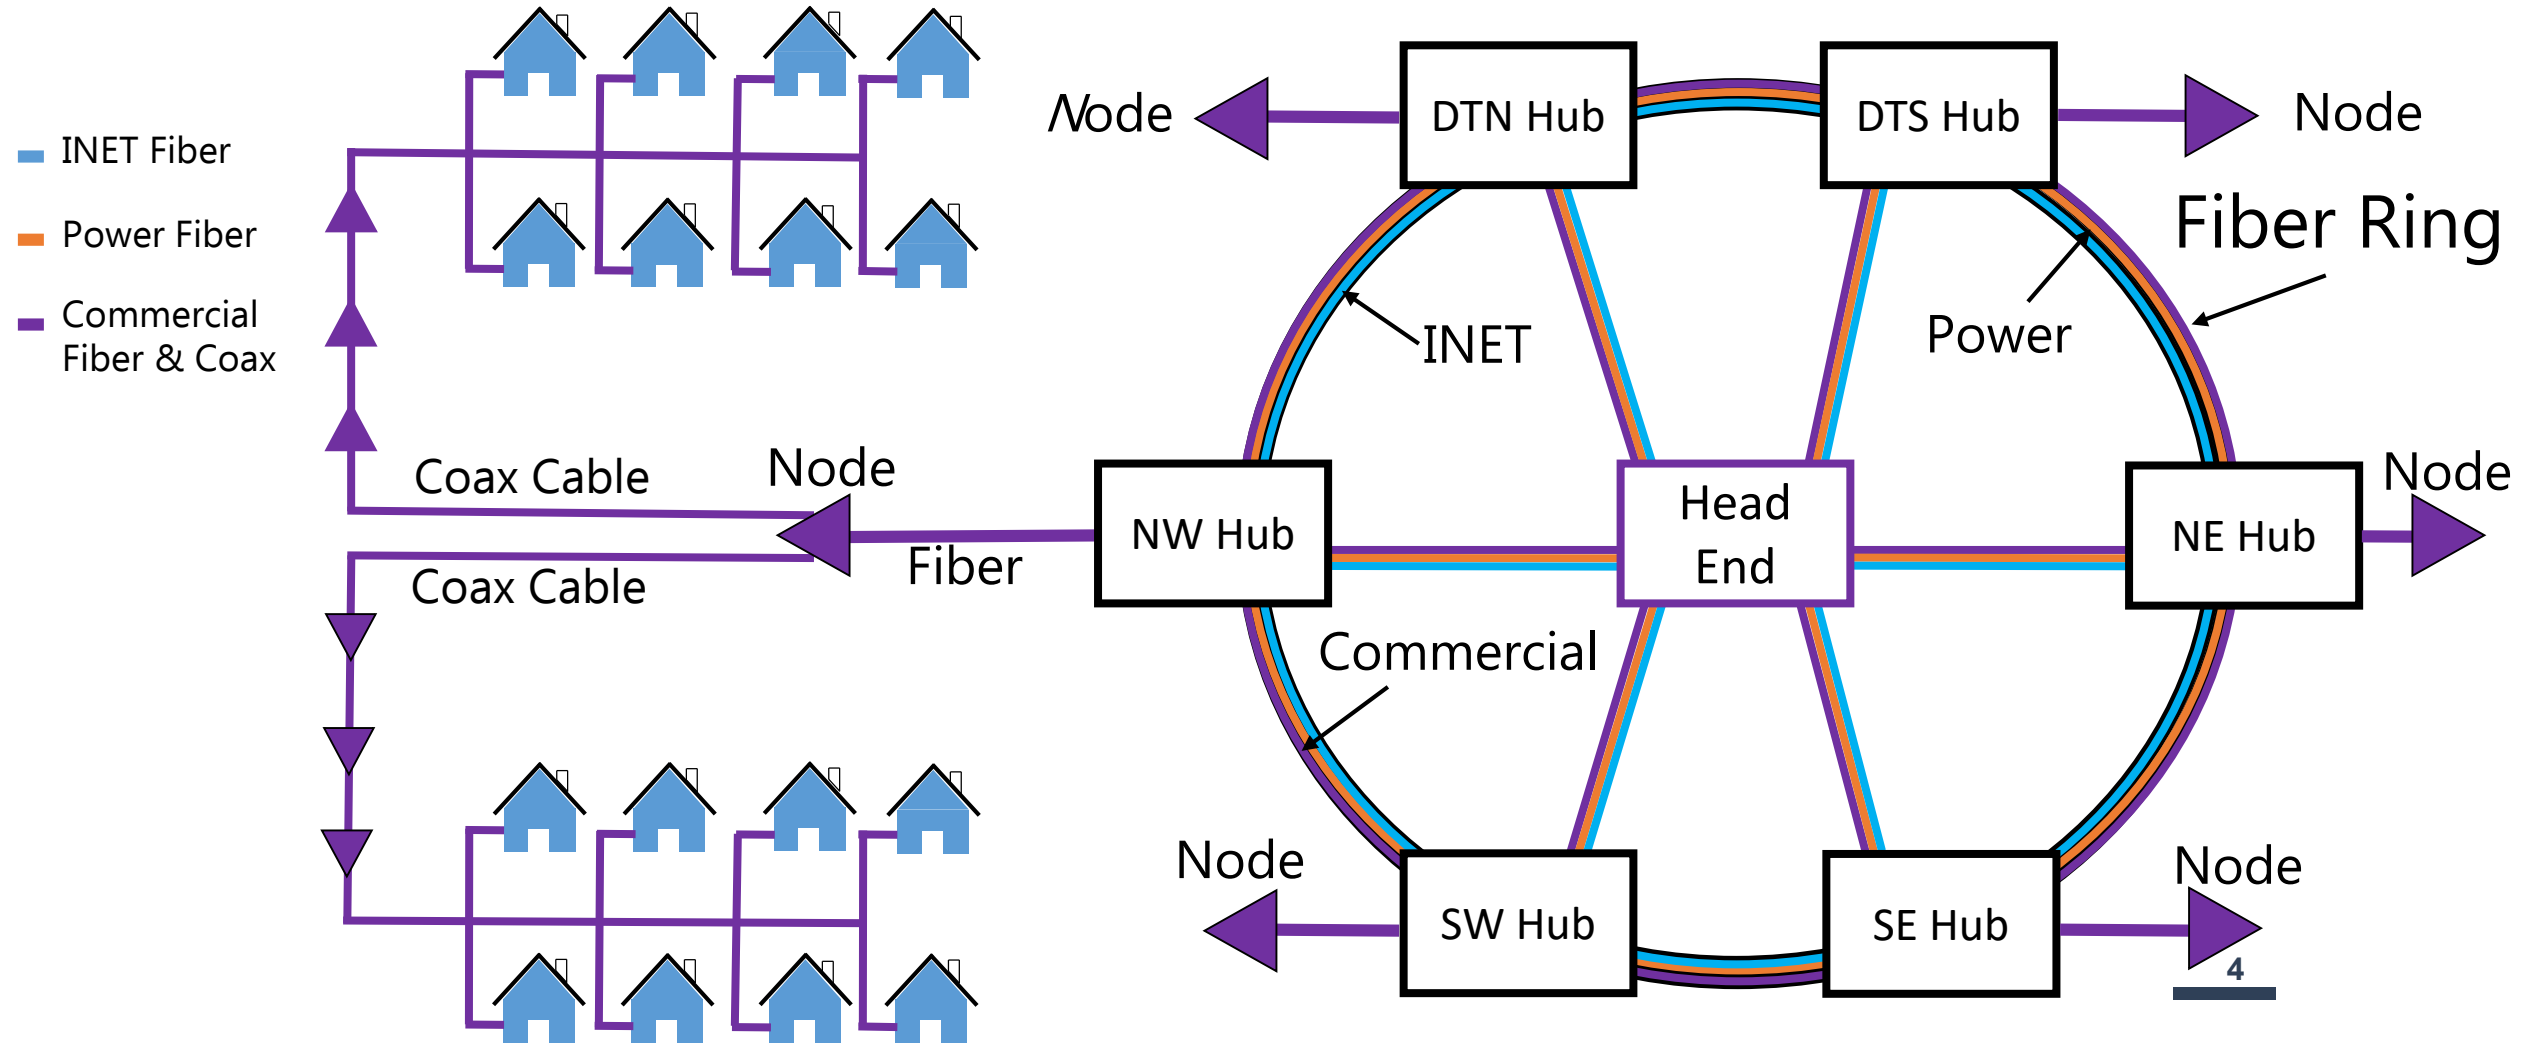 INET Fiber
Power Fiber
Commercial
Fiber & Coax
Coax Cable
Coax Cable
Node
Fiber
Node
DTN Hub
DTS Hub
Node
Fiber Ring
INET
Power
NW Hub
Head
End
NE Hub
Node
Commercial
Node
SW Hub
SE Hub
Node
4